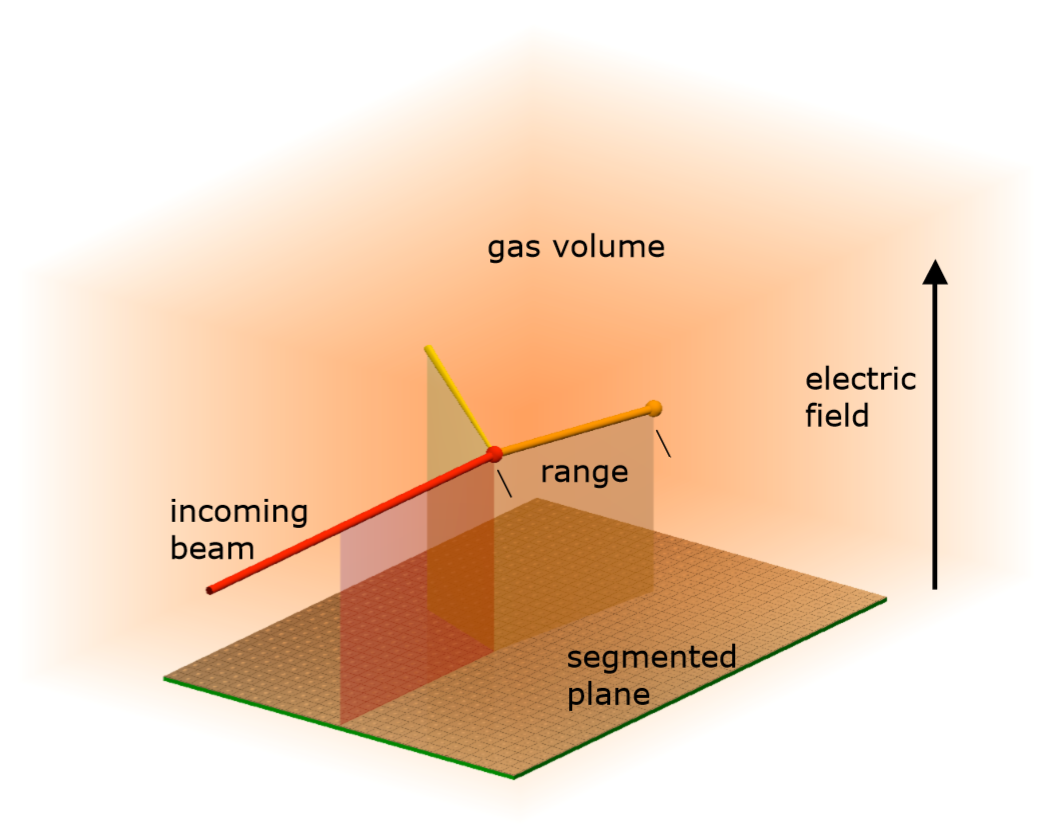 gas volume
electric
field
range
incoming
beam
segmented
plane